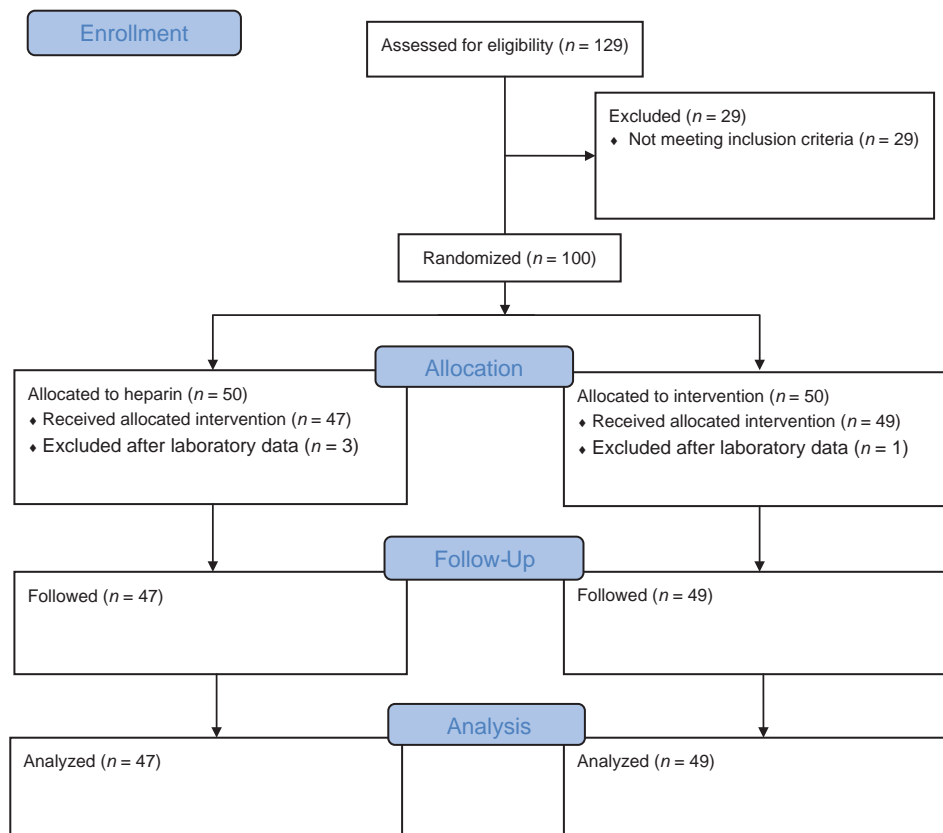 Enrollment
Assessed for eligibility (n = 129)
Excluded (n = 29)
♦ Not meeting inclusion criteria (n = 29)
Randomized (n = 100)
Allocation
Allocated to heparin (n = 50)
♦ Received allocated intervention (n = 47)
♦ Excluded after laboratory data (n = 3)
Allocated to intervention (n = 50)
♦ Received allocated intervention (n = 49)
♦ Excluded after laboratory data (n = 1)
Follow-Up
Followed (n = 47)
Followed (n = 49)
Analysis
Analyzed (n = 47)
Analyzed (n = 49)